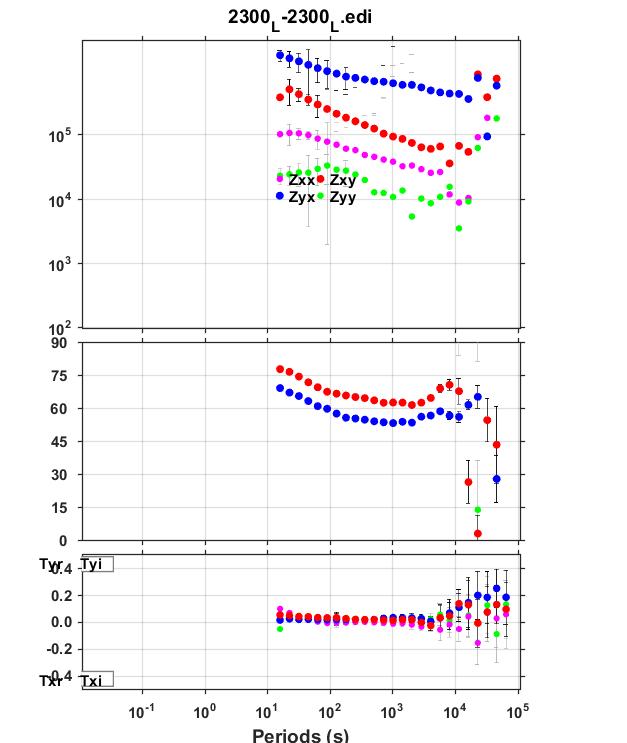 2300L-2300L.edi
10^5
10^4
10^3
10^2
Zxx Zxy
Zyx Zyy
90
75
60
45
30
15
0
Tyr Tyi
0.4
0.2
0.0
-0.2
-0.4
Txr Txi
10^-1 10^0 10^1 10^2 10^3 10^4 10^5
Periods (s)